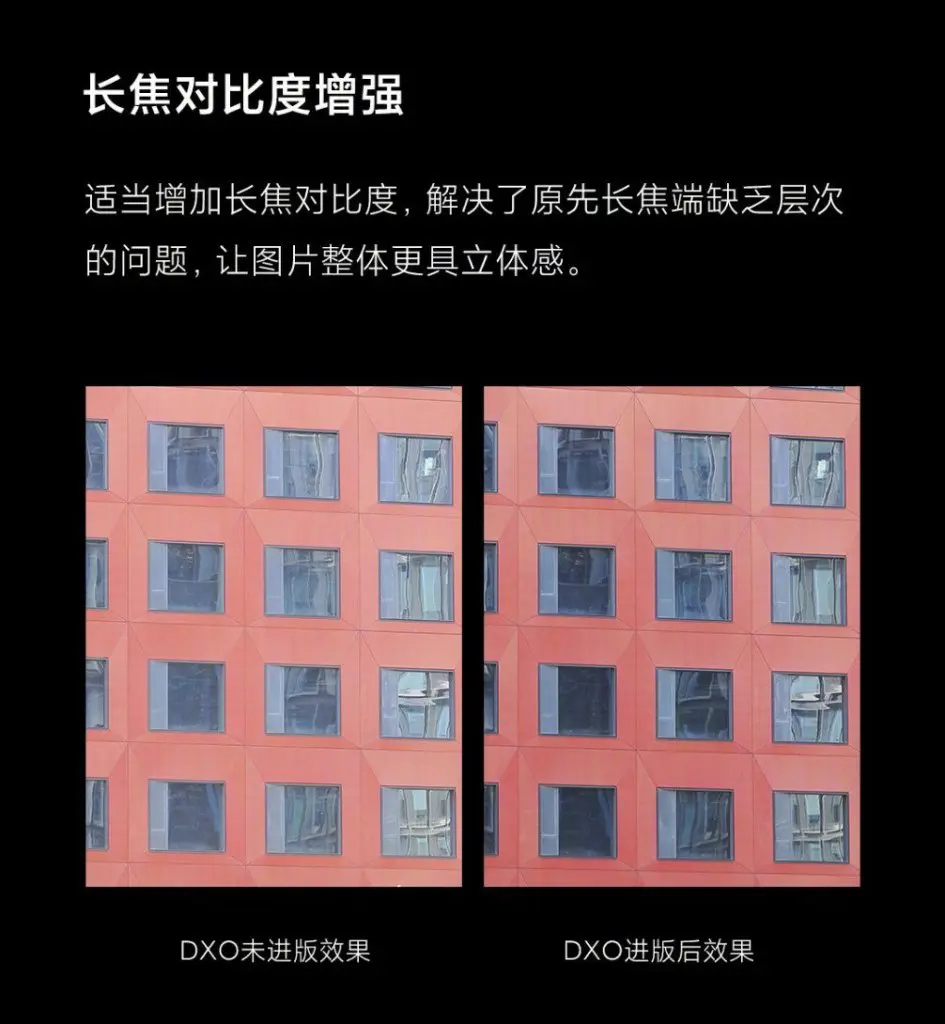 长焦对比度增强
适当增加长焦对比度，解决了原先长焦端缺乏层次
的问题，让图片整体更具立体感。
DXO未进版效果
DXO进版后效果